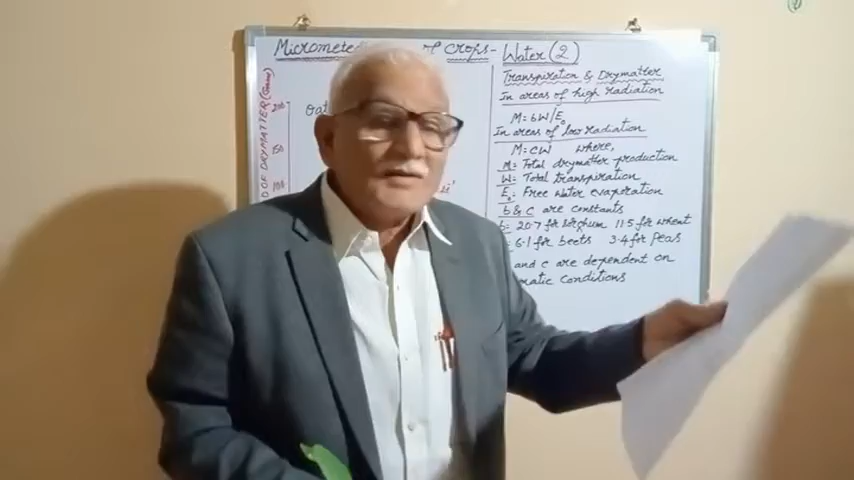 Micrometeo of crops - Water (2)
D OF DRYMATTER (Grams)
200
150
100
Oat
Transpiration & Drymatter
In areas of high radiation
M = bW/E₀
In areas of low radiation
M = CW where,
M = Total drymatter production
W = Total transpiration
E₀ = Free Water evaporation
b & c are constants
b = 20.7 for sorghum 11.5 for wheat
= 6.1 for beets 3.4 for Peas
and c are dependent on
matic conditions